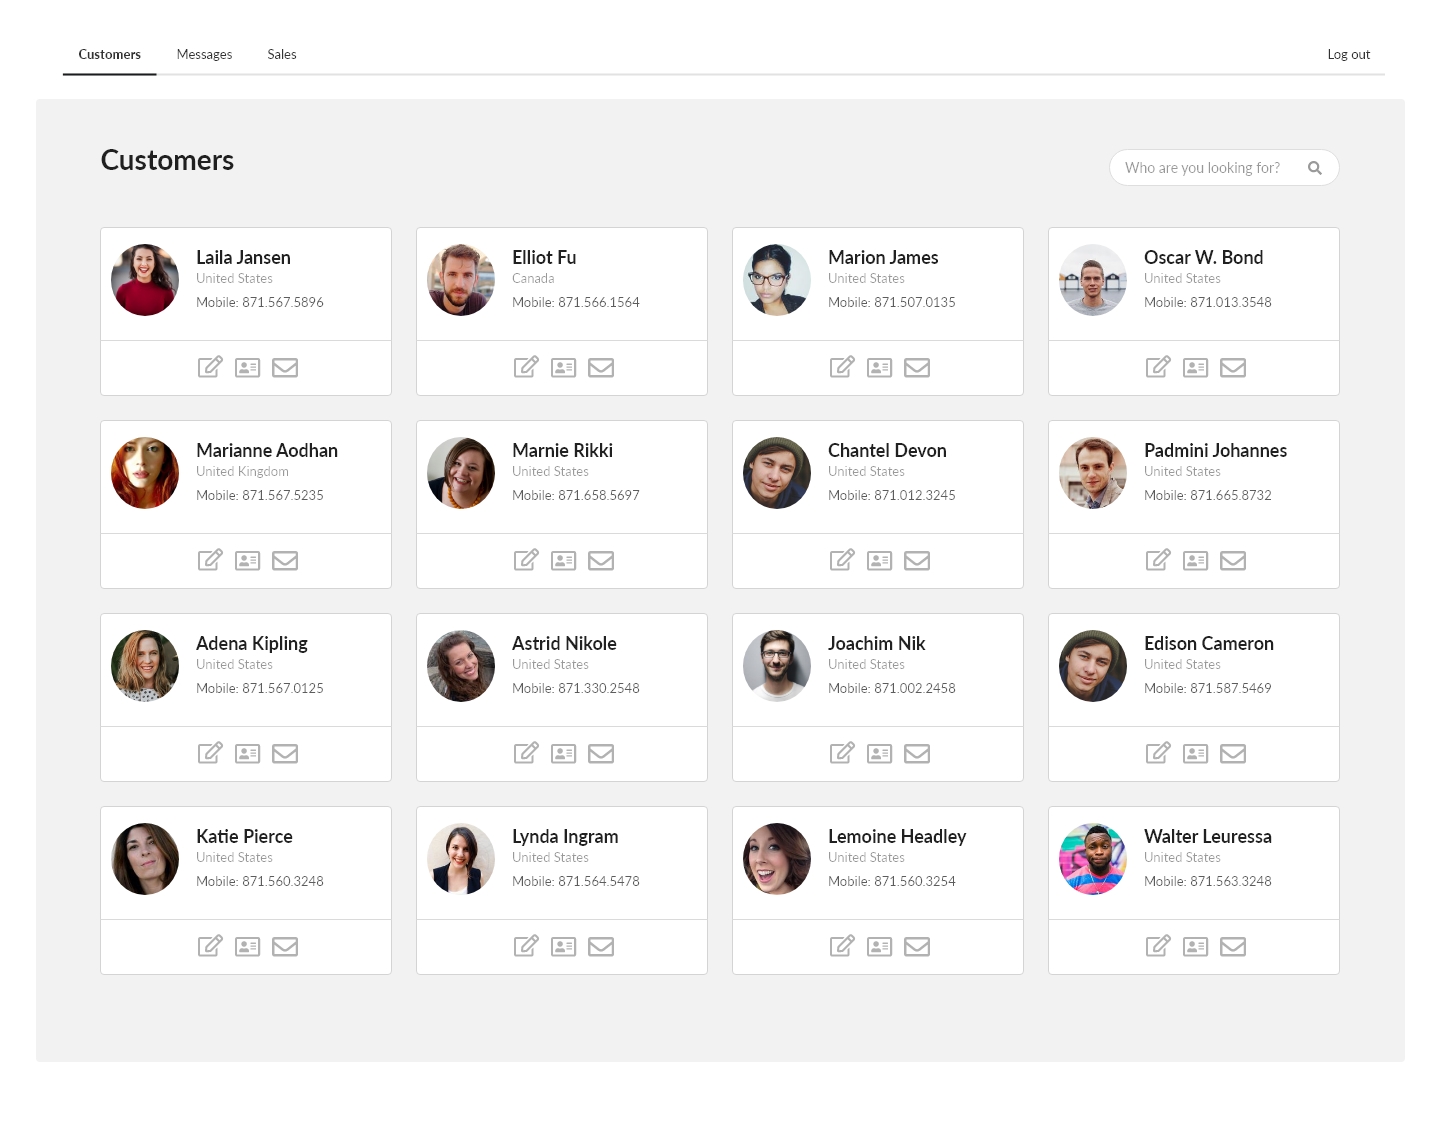 Customers
Messages
Sales
Log out
Customers
Who are you looking for?
Laila Jansen
United States
Mobile: 871.567.5896
Elliot Fu
Canada
Mobile: 871.566.1564
Marion James
United States
Mobile: 871.507.0135
Oscar W. Bond
United States
Mobile: 871.013.3548
Marianne Aodhan
United Kingdom
Mobile: 871.567.5235
Marnie Rikki
United States
Mobile: 871.658.5697
Chantel Devon
United States
Mobile: 871.012.3245
Padmini Johannes
United States
Mobile: 871.665.8732
Adena Kipling
United States
Mobile: 871.567.0125
Astrid Nikole
United States
Mobile: 871.330.2548
Joachim Nik
United States
Mobile: 871.002.2458
Edison Cameron
United States
Mobile: 871.587.5469
Katie Pierce
United States
Mobile: 871.560.3248
Lynda Ingram
United States
Mobile: 871.564.5478
Lemoine Headley
United States
Mobile: 871.560.3254
Walter Leuressa
United States
Mobile: 871.563.3248